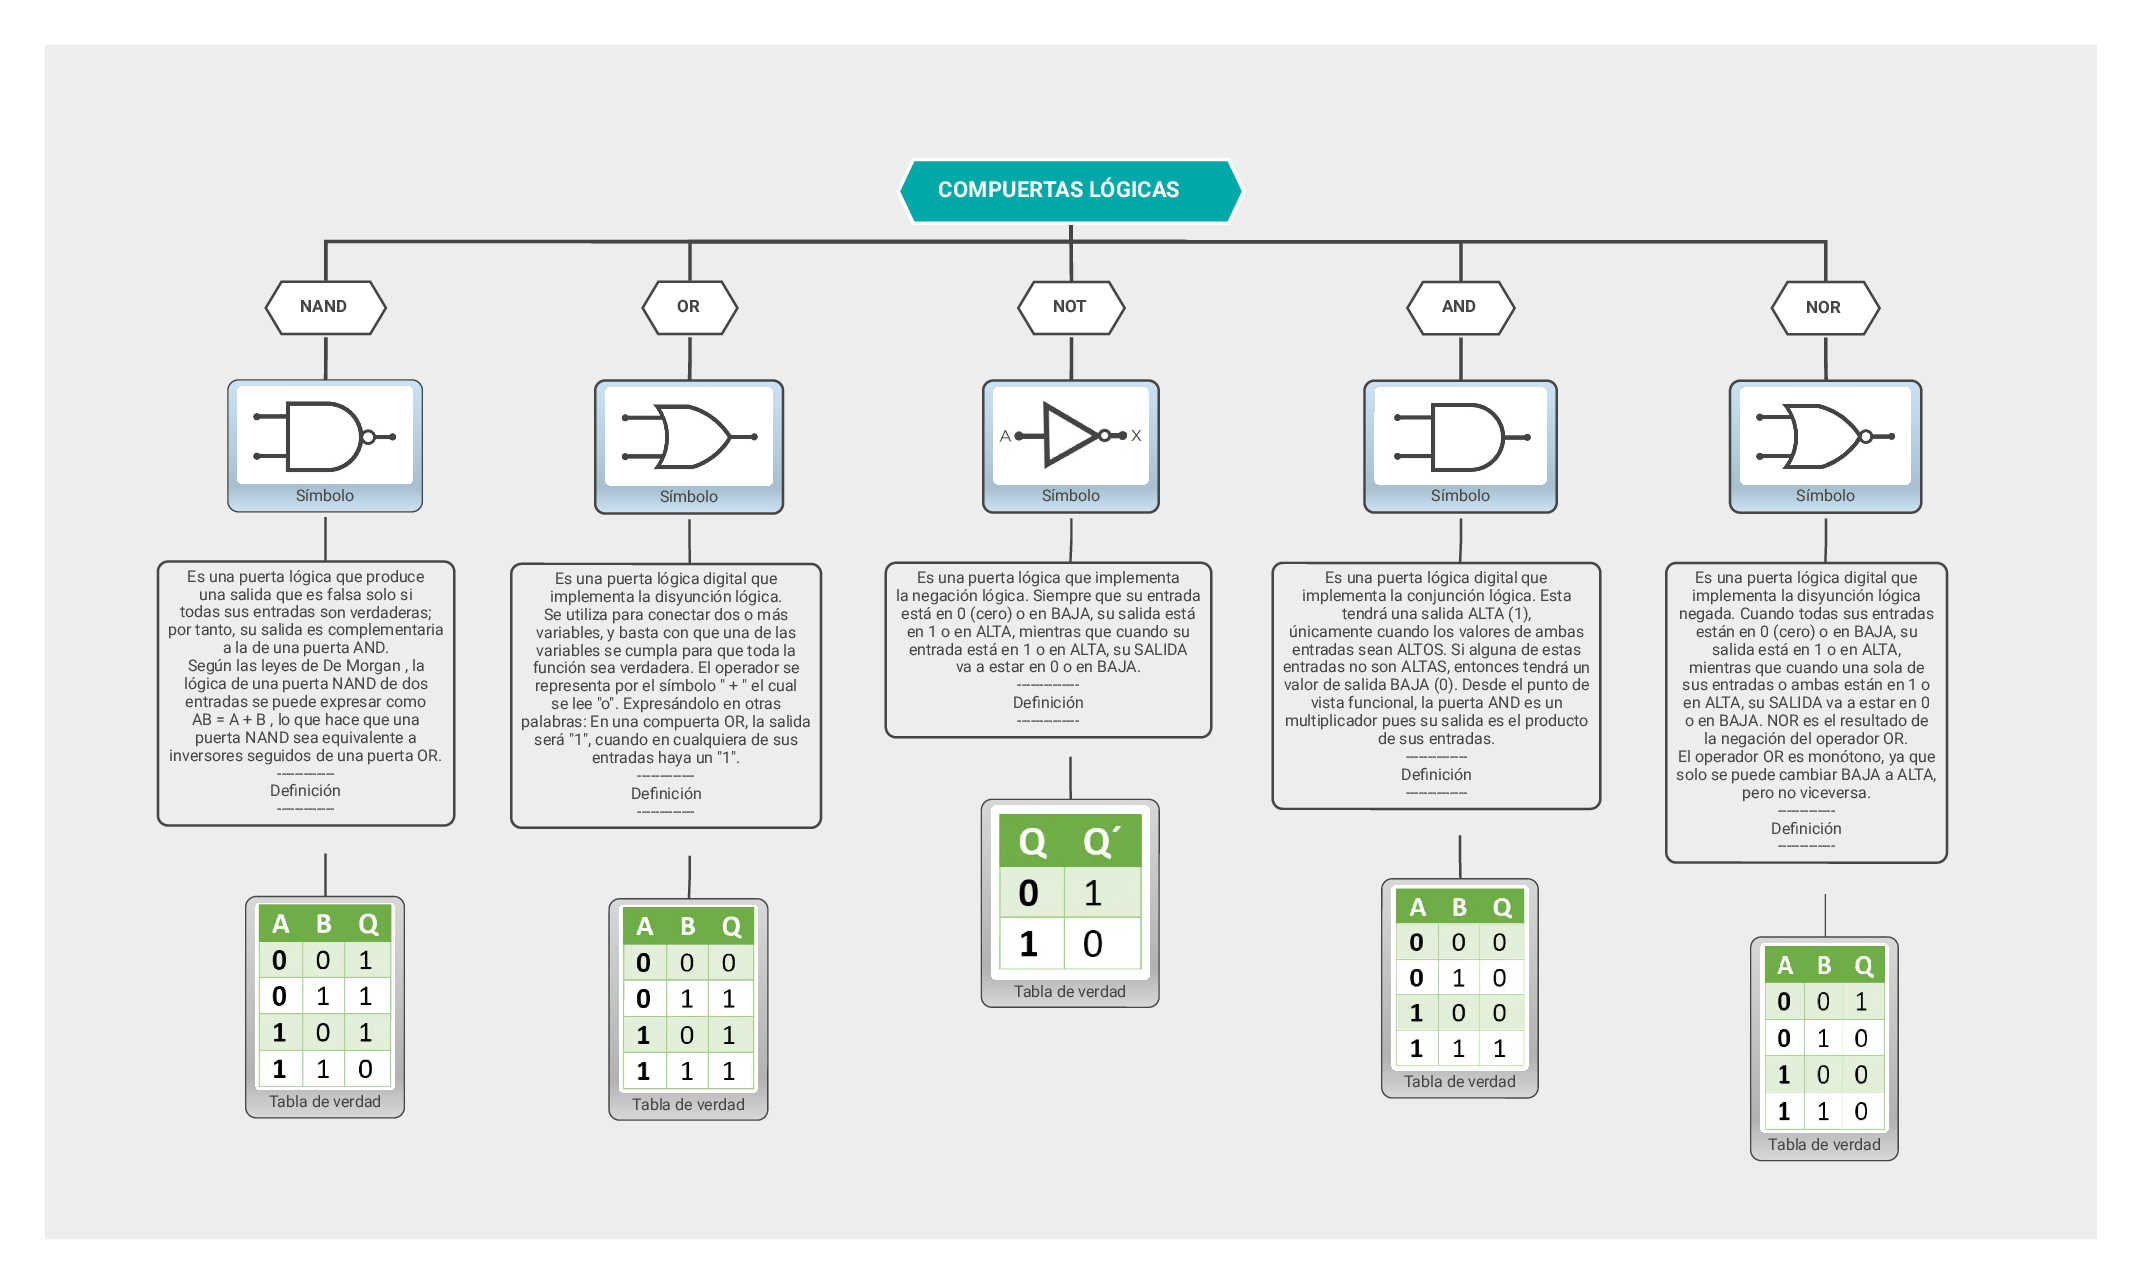 COMPUERTAS LÓGICAS
NAND
OR
NOT
AND
NOR
Símbolo
Símbolo
A
X
Símbolo
Símbolo
Símbolo
Es una puerta lógica que produce
una salida que es falsa solo si
todas sus entradas son verdaderas;
por tanto, su salida es complementaria
a la de una puerta AND.
Según las leyes de De Morgan , la
lógica de una puerta NAND de dos
entradas se puede expresar como
AB = A + B , lo que hace que una
puerta NAND sea equivalente a
inversores seguidos de una puerta OR.
-------------
Definición
-------------
Es una puerta lógica digital que
implementa la disyunción lógica.
Se utiliza para conectar dos o más
variables, y basta con que una de las
variables se cumpla para que toda la
función sea verdadera. El operador se
representa por el símbolo " + " el cual
se lee "o". Expresándolo en otras
palabras: En una compuerta OR, la salida
será "1", cuando en cualquiera de sus
entradas haya un "1".
-------------
Definición
-------------
Es una puerta lógica que implementa
la negación lógica. Siempre que su entrada
está en 0 (cero) o en BAJA, su salida está
en 1 o en ALTA, mientras que cuando su
entrada está en 1 o en ALTA, su SALIDA
va a estar en 0 o en BAJA.
--------------
Definición
--------------
Es una puerta lógica digital que
implementa la conjunción lógica. Esta
tendrá una salida ALTA (1),
únicamente cuando los valores de ambas
entradas sean ALTOS. Si alguna de estas
entradas no son ALTAS, entonces tendrá un
valor de salida BAJA (0). Desde el punto de
vista funcional, la puerta AND es un
multiplicador pues su salida es el producto
de sus entradas.
--------------
Definición
--------------
Es una puerta lógica digital que
implementa la disyunción lógica
negada. Cuando todas sus entradas
están en 0 (cero) o en BAJA, su
salida está en 1 o en ALTA,
mientras que cuando una sola de
sus entradas o ambas están en 1 o
en ALTA, su SALIDA va a estar en 0
o en BAJA. NOR es el resultado de
la negación del operador OR.
El operador OR es monótono, ya que
solo se puede cambiar BAJA a ALTA,
pero no viceversa.
-------------
Definición
-------------
A B Q
0 0 1
0 1 1
1 0 1
1 1 0
Tabla de verdad
A B Q
0 0 0
0 1 1
1 0 1
1 1 1
Tabla de verdad
Q Q´
0 1
1 0
Tabla de verdad
A B Q
0 0 0
0 1 0
1 0 0
1 1 1
Tabla de verdad
A B Q
0 0 1
0 1 0
1 0 0
1 1 0
Tabla de verdad